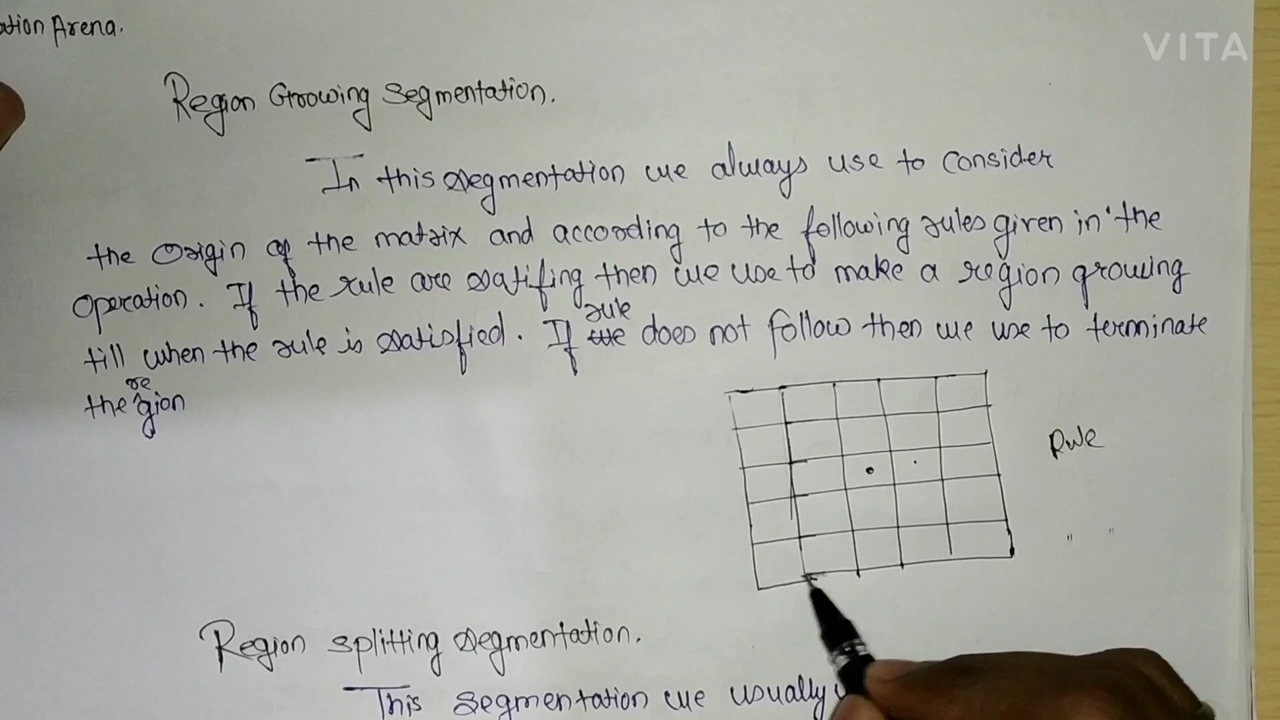 ation Arena.
VITA
Region Growing Segmentation.
In this segmentation we always use to consider
the origin of the matrix and according to the following rules given in the
operation. If the rule are satifing then we use to make a region growing
till when the rule is satisfied. If rule does not follow then we use to terminate
the region
Rule
" "
Region splitting segmentation.
This segmentation we usually